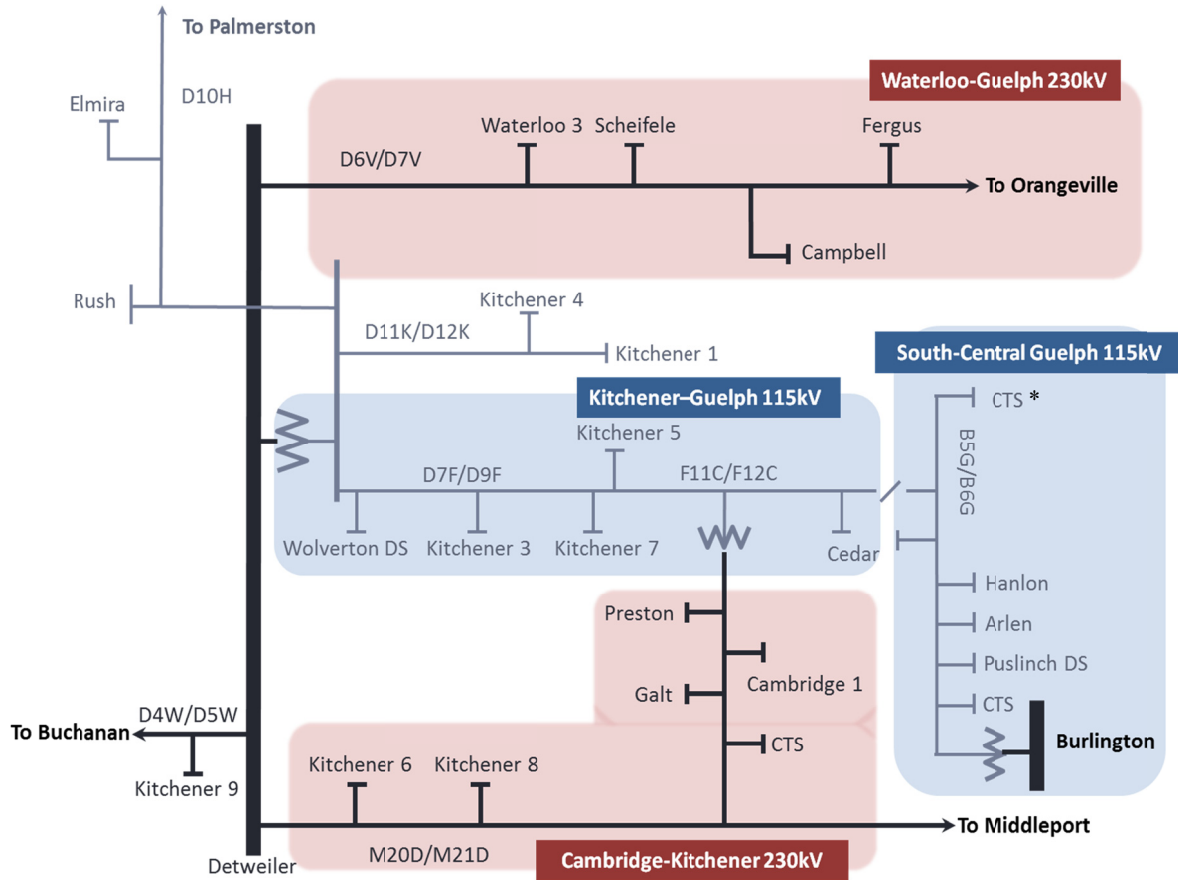 To Palmerston
Elmira
D10H
Waterloo-Guelph 230kV
Waterloo 3
Scheifele
Fergus
D6V/D7V
To Orangeville
Campbell
Rush
Kitchener 4
D11K/D12K
Kitchener 1
South-Central Guelph 115kV
Kitchener–Guelph 115kV
CTS *
Kitchener 5
D7F/D9F
F11C/F12C
B5G/B6G
Wolverton DS
Kitchener 3
Kitchener 7
Cedar
Hanlon
Preston
Arlen
Puslinch DS
Cambridge 1
Galt
CTS
D4W/D5W
To Buchanan
CTS
Burlington
Kitchener 6
Kitchener 8
Kitchener 9
To Middleport
M20D/M21D
Cambridge-Kitchener 230kV
Detweiler